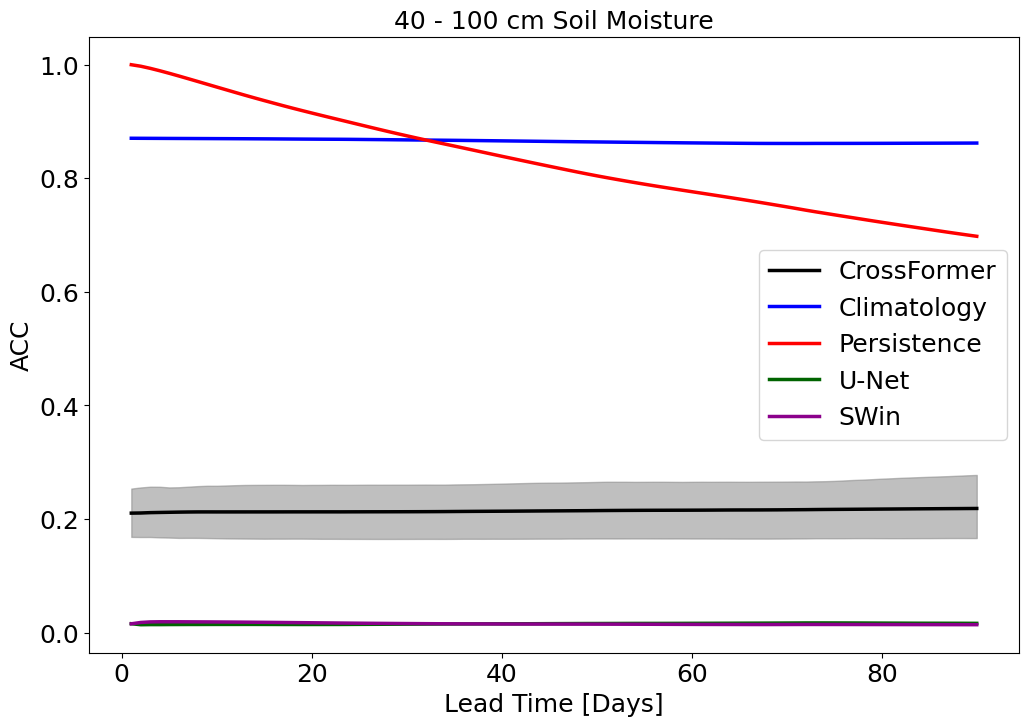 40 - 100 cm Soil Moisture
ACC
1.0
0.8
0.6
0.4
0.2
0.0
CrossFormer
Climatology
Persistence
U-Net
SWin
0 20 40 60 80
Lead Time [Days]